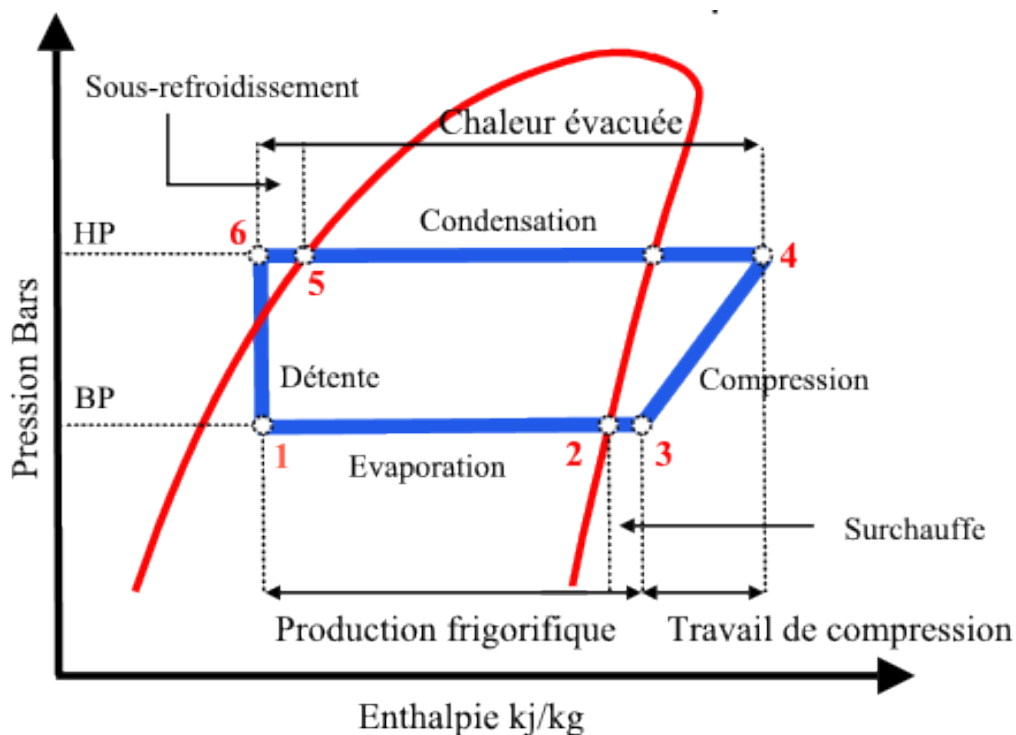 Sous-refroidissement
Chaleur évacuée
HP
6
Condensation
4
5
Pression Bars
BP
Détente
Compression
1
Evaporation
2
3
Surchauffe
Production frigorifique
Travail de compression
Enthalpie kj/kg